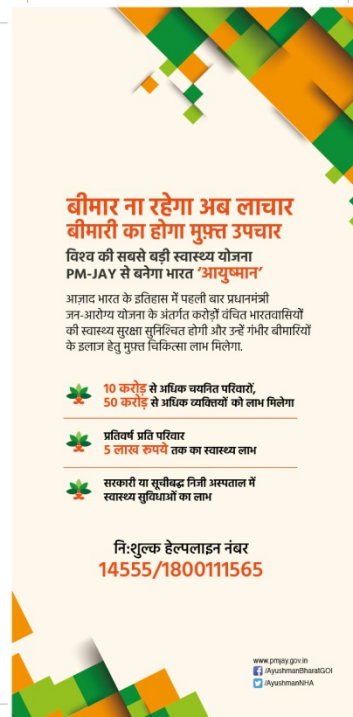 बीमार ना रहेगा अब लाचार
बीमारी का होगा मुफ़्त उपचार
विश्व की सबसे बड़ी स्वास्थ्य योजना
PM-JAY से बनेगा भारत ‘आयुष्मान’
आज़ाद भारत के इतिहास में पहली बार प्रधानमंत्री
जन-आरोग्य योजना के अंतर्गत करोड़ों वंचित भारतवासियों
की स्वास्थ्य सुरक्षा सुनिश्चित होगी और उन्हें गंभीर बीमारियों
के इलाज हेतु मुफ़्त चिकित्सा लाभ मिलेगा.
10 करोड़ से अधिक चयनित परिवारों,
50 करोड़ से अधिक व्यक्तियों को लाभ मिलेगा
प्रतिवर्ष प्रति परिवार
5 लाख रूपये तक का स्वास्थ्य लाभ
सरकारी या सूचीबद्ध निजी अस्पताल में
स्वास्थ्य सुविधाओं का लाभ
नि:शुल्क हेल्पलाइन नंबर
14555/1800111565
www.pmjay.gov.in
/AyushmanBharatGOI
/AyushmanNHA